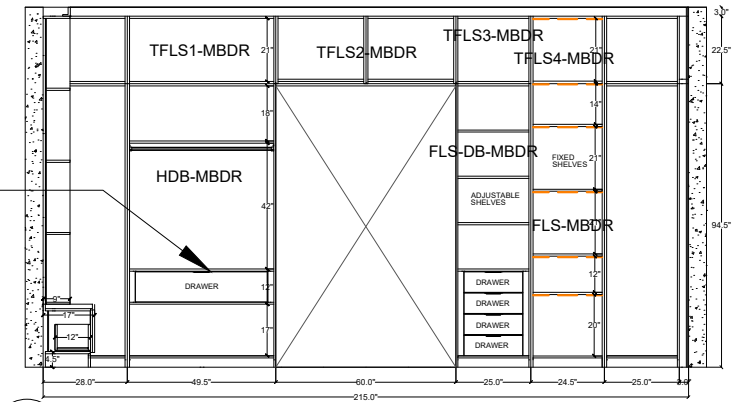 3.0"
TFLS3-MBDR
TFLS1-MBDR
21"
TFLS2-MBDR
21"
TFLS4-MBDR
22.5"
18"
14"
FLS-DB-MBDR
FIXED
SHELVES
21"
HDB-MBDR
ADJUSTABLE
SHELVES
42"
FLS-MBDR
94.5"
DRAWER
12"
DRAWER
12"
9"
DRAWER
17"
DRAWER
20"
12"
17"
DRAWER
4.5"
28.0"
49.5"
60.0"
25.0"
24.5"
25.0"
215.0"